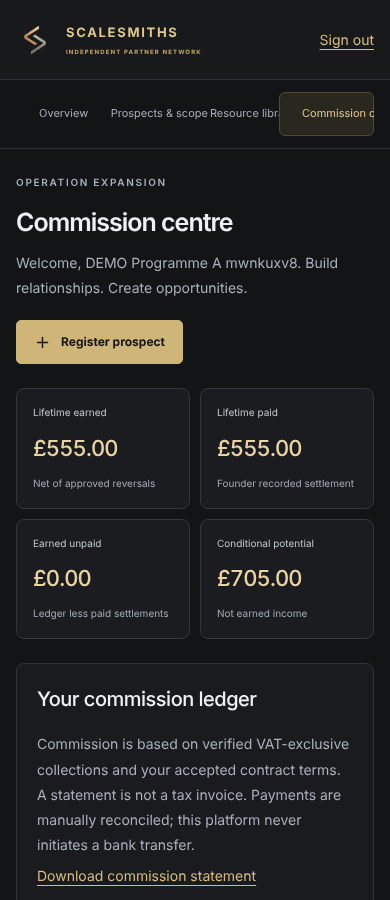 SCALESMITHS
INDEPENDENT PARTNER NETWORK
Sign out
Overview
Prospects & scope
Resource libr
Commission c
OPERATION EXPANSION
Commission centre
Welcome, DEMO Programme A mwnkuxv8. Build
relationships. Create opportunities.
Register prospect
Lifetime earned
£555.00
Net of approved reversals
Lifetime paid
£555.00
Founder recorded settlement
Earned unpaid
£0.00
Ledger less paid settlements
Conditional potential
£705.00
Not earned income
Your commission ledger
Commission is based on verified VAT-exclusive
collections and your accepted contract terms.
A statement is not a tax invoice. Payments are
manually reconciled; this platform never
initiates a bank transfer.
Download commission statement